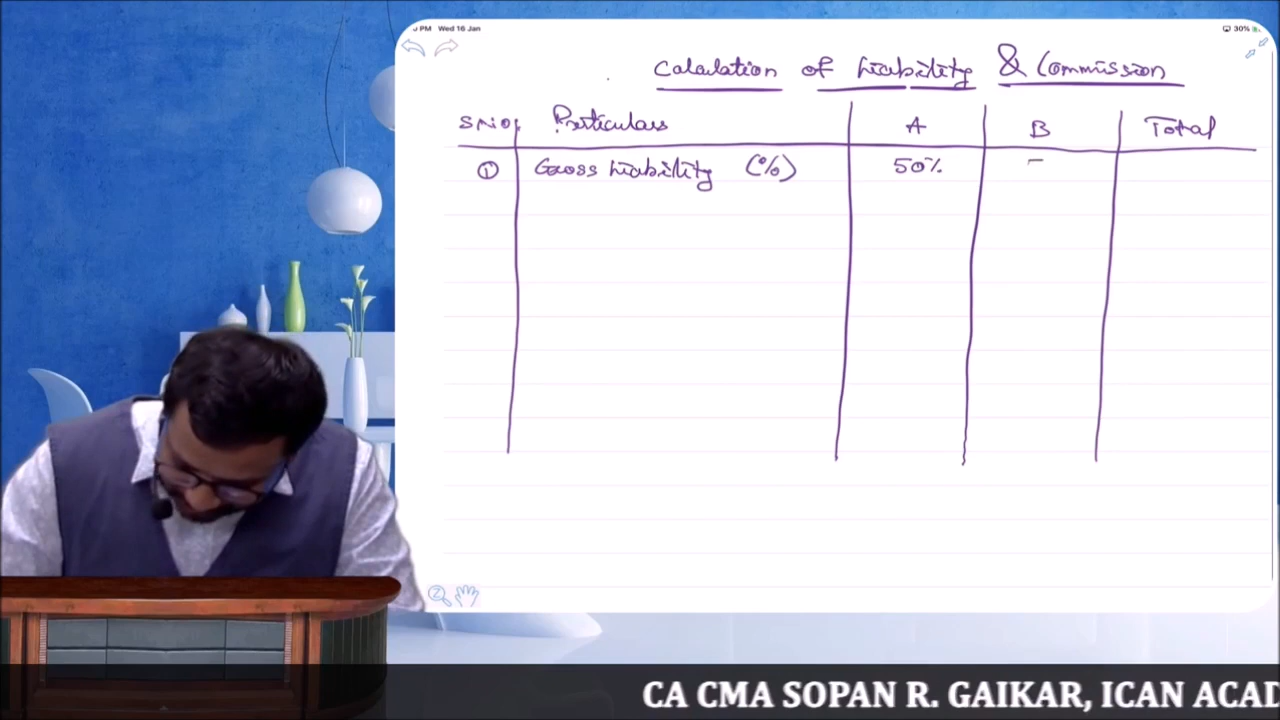 PM Wed 16 Jan 30%
Calculation of Liability & Commission
S.No. Particulars A B Total
① Gross Liability (%) 50%
CA CMA SOPAN R. GAIKAR, ICAN ACAD